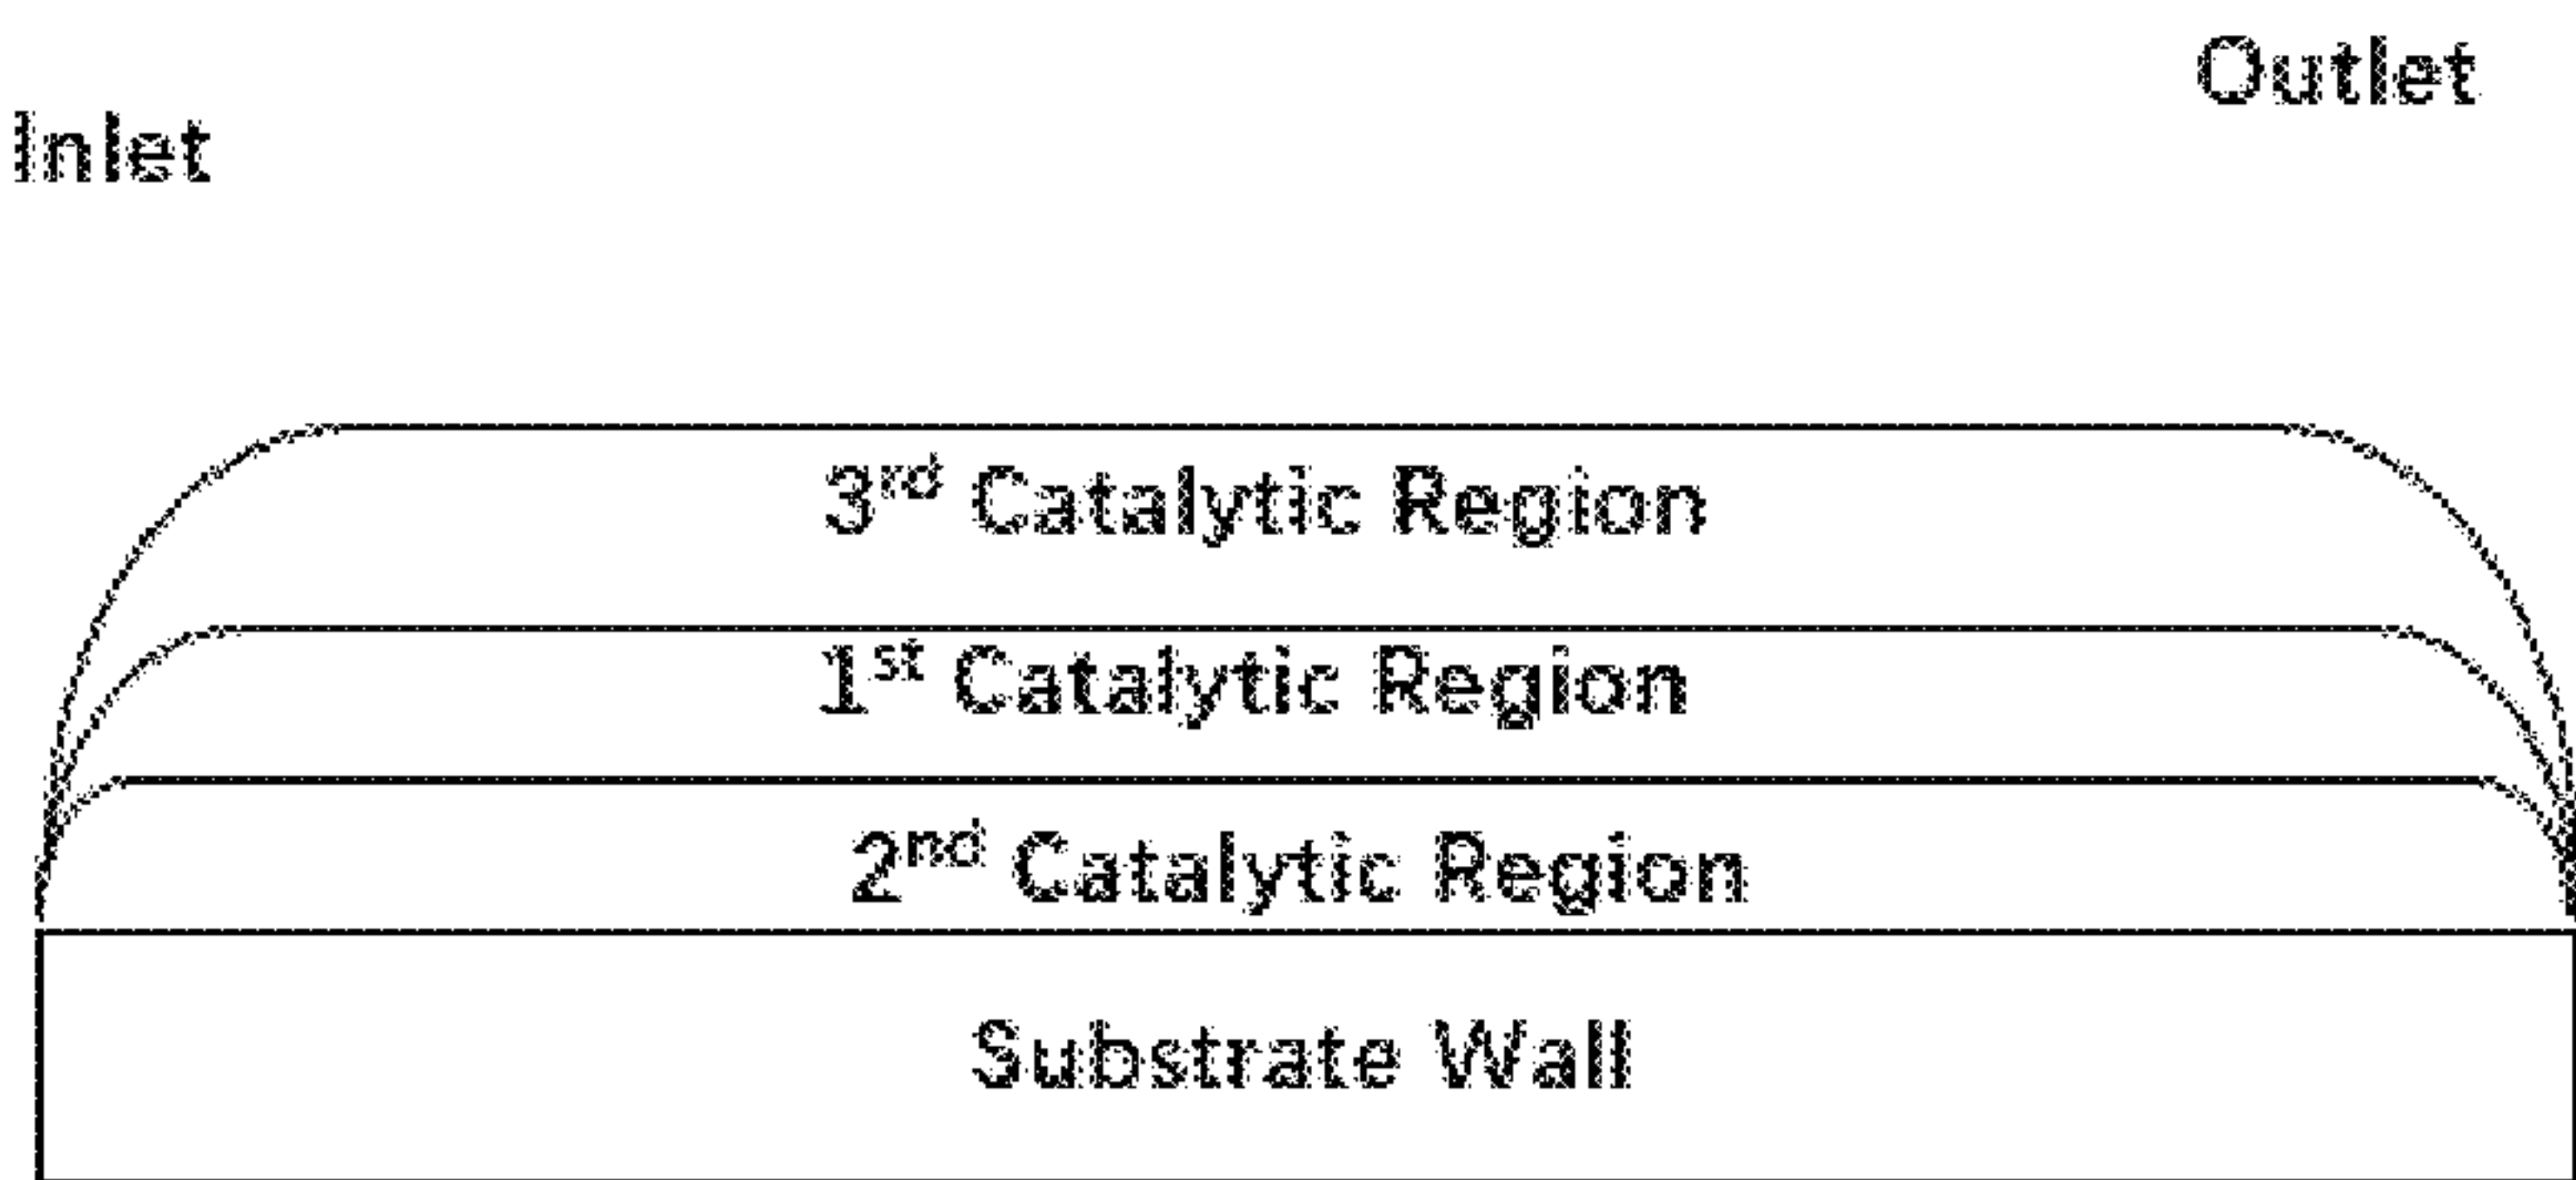 Outlet
Inlet
3rd Catalytic Region
1st Catalytic Region
2nd Catalytic Region
Substrate Wall